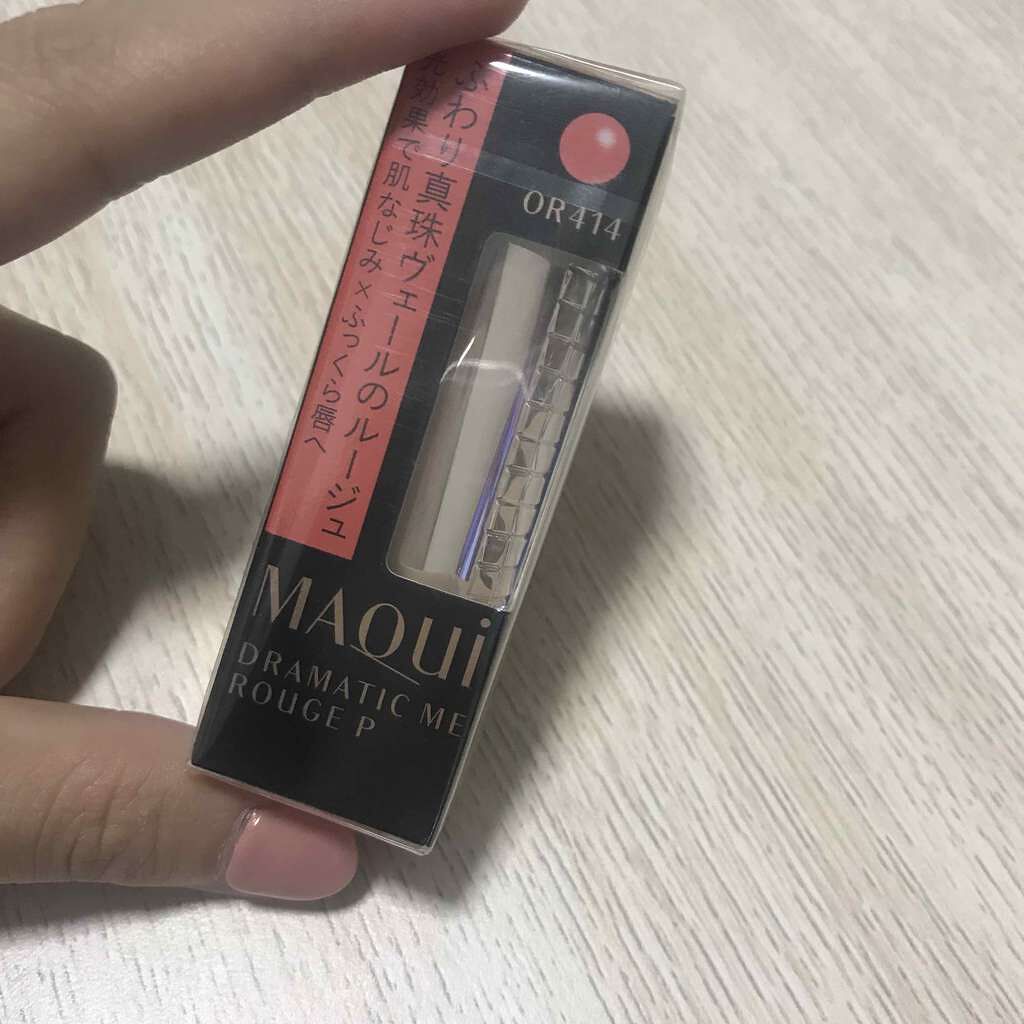 ふわり真珠ヴェールのルージュ
光効果で肌なじみ×ふっくら唇へ
OR414
MAQUi
DRAMATIC ME
ROUGE P